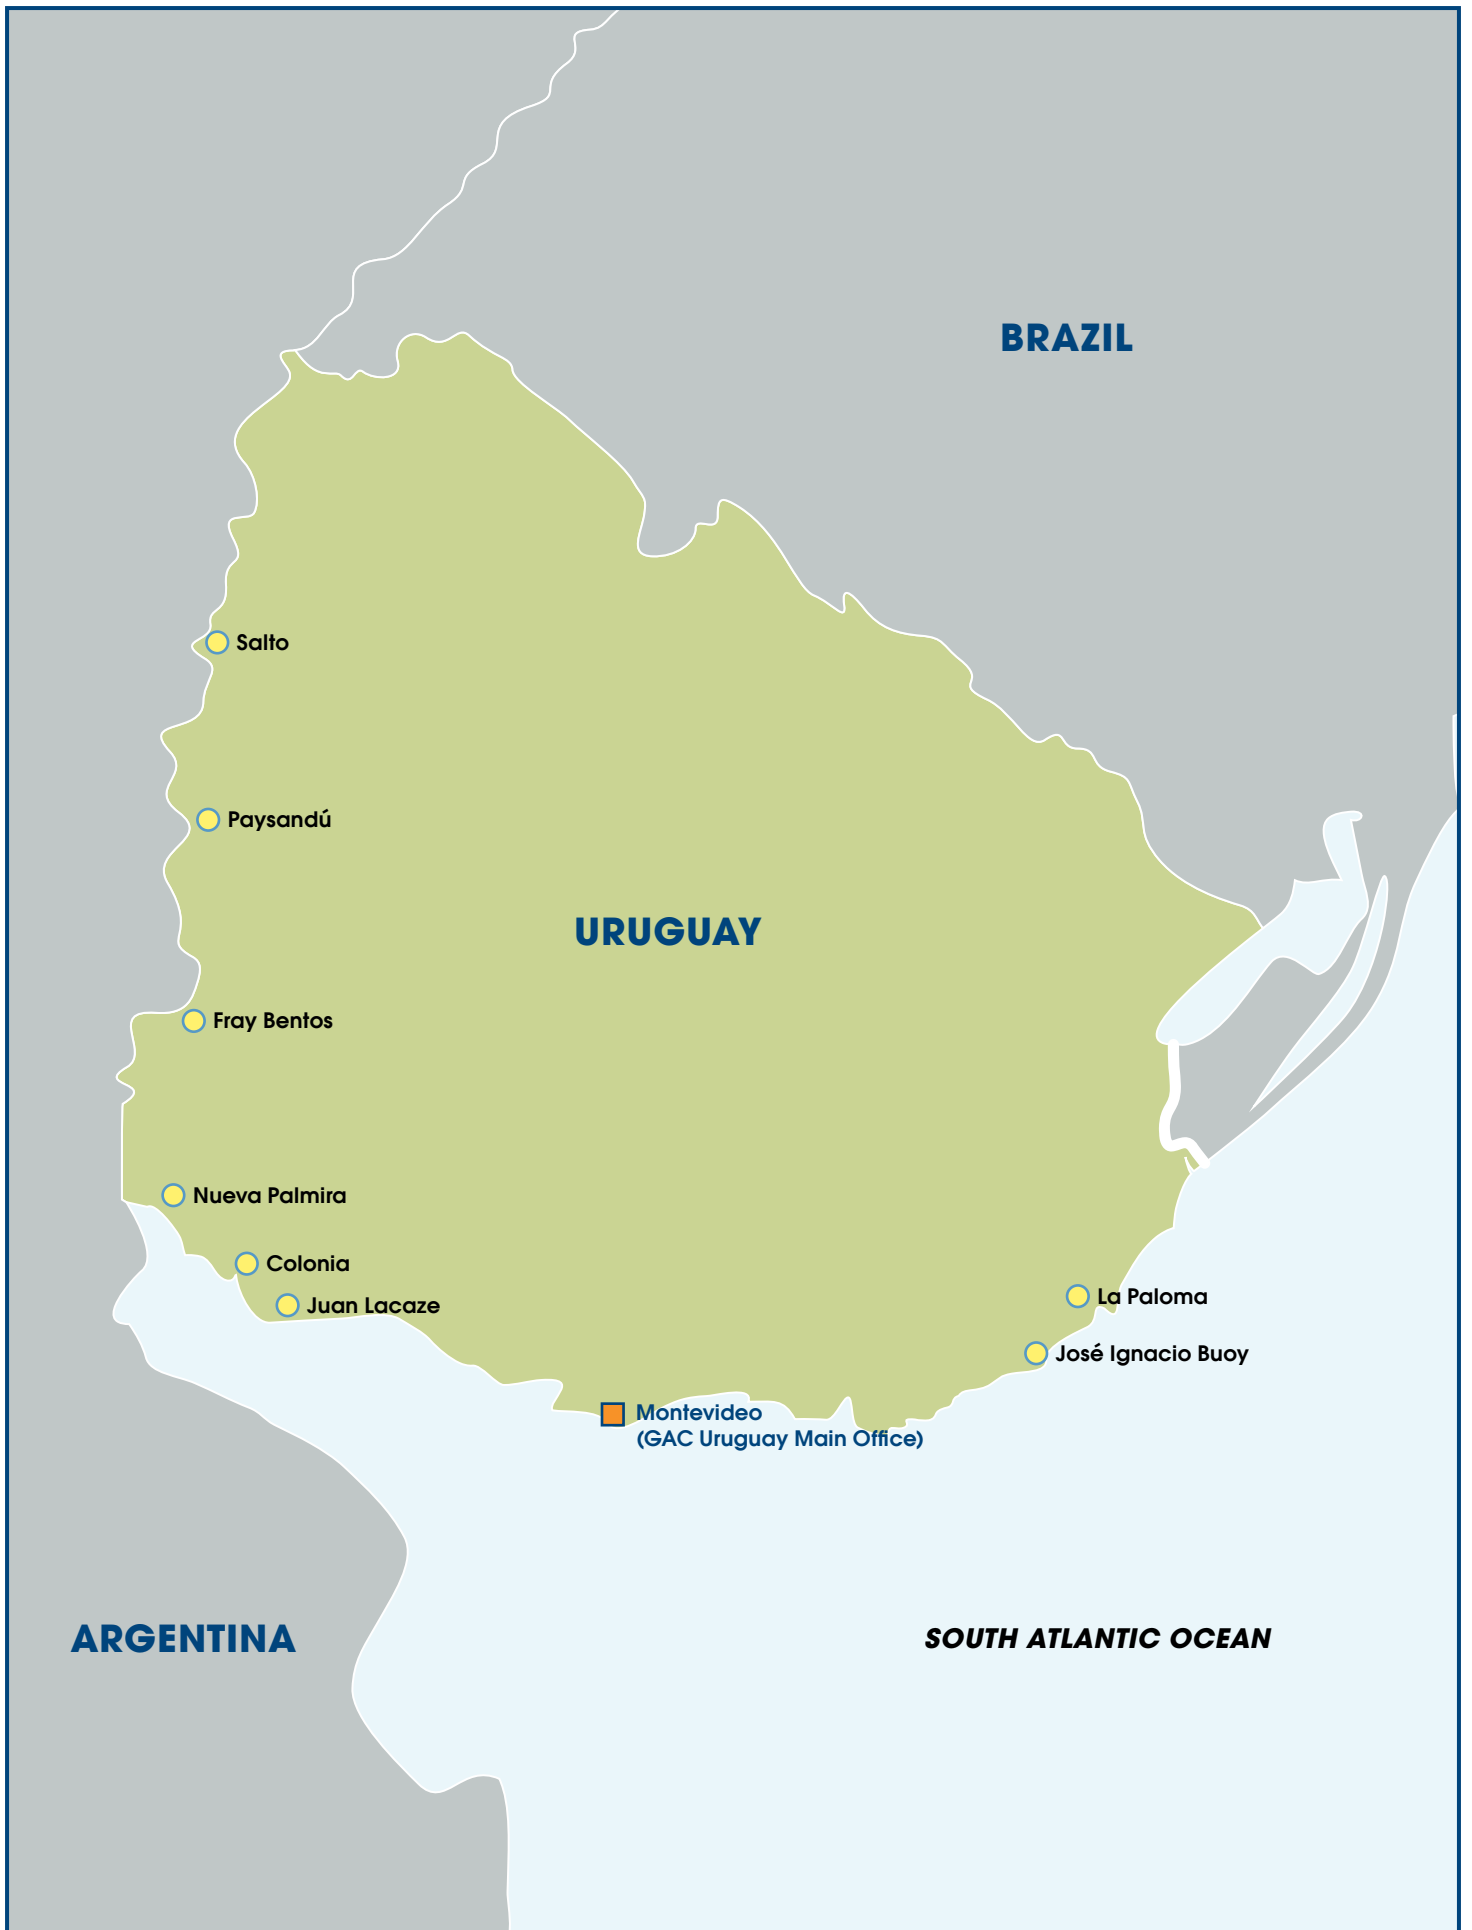 BRAZIL
Salto
Paysandú
URUGUAY
Fray Bentos
Nueva Palmira
Colonia
La Paloma
Juan Lacaze
José Ignacio Buoy
Montevideo
(GAC Uruguay Main Office)
ARGENTINA
SOUTH ATLANTIC OCEAN